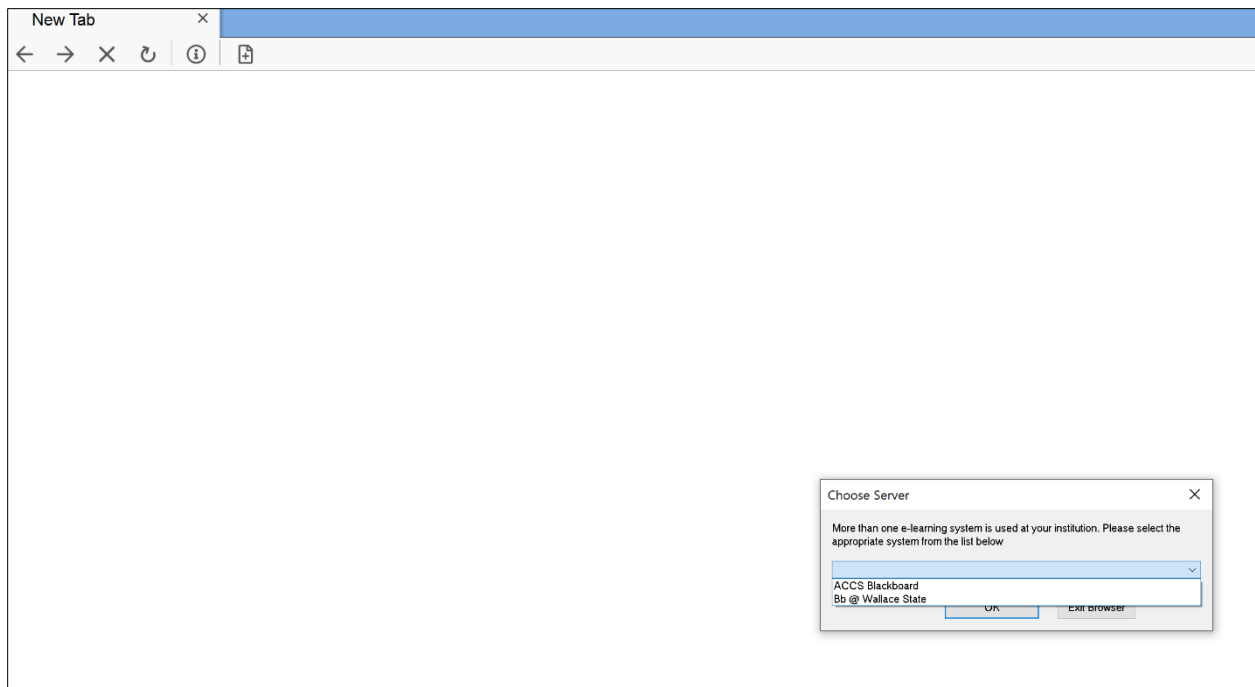 New Tab
Choose Server
More than one e-learning system is used at your institution. Please select the
appropriate system from the list below
ACCS Blackboard
Bb @ Wallace State
OK
Exit Browser